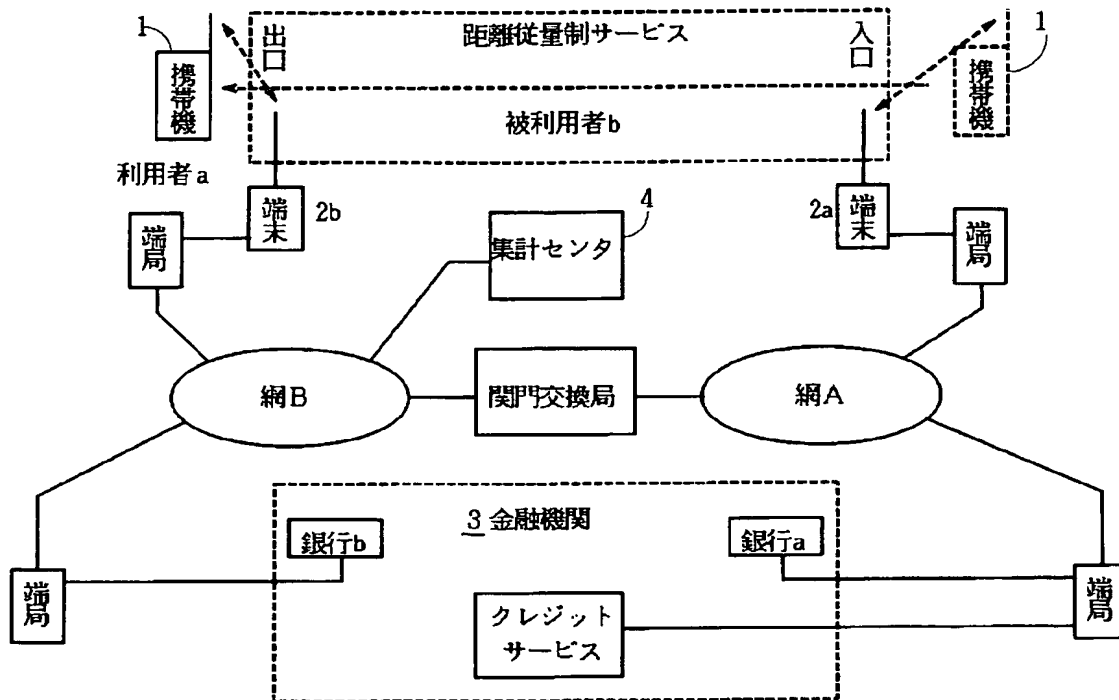 1
携帯機
出口
距離従量制サービス
入口
1
携帯機
被利用者b
利用者a
端末
2b
端局
4
集計センタ
2a
端末
端局
網B
関門交換局
網A
3 金融機関
銀行b
銀行a
端局
クレジット
サービス
端局